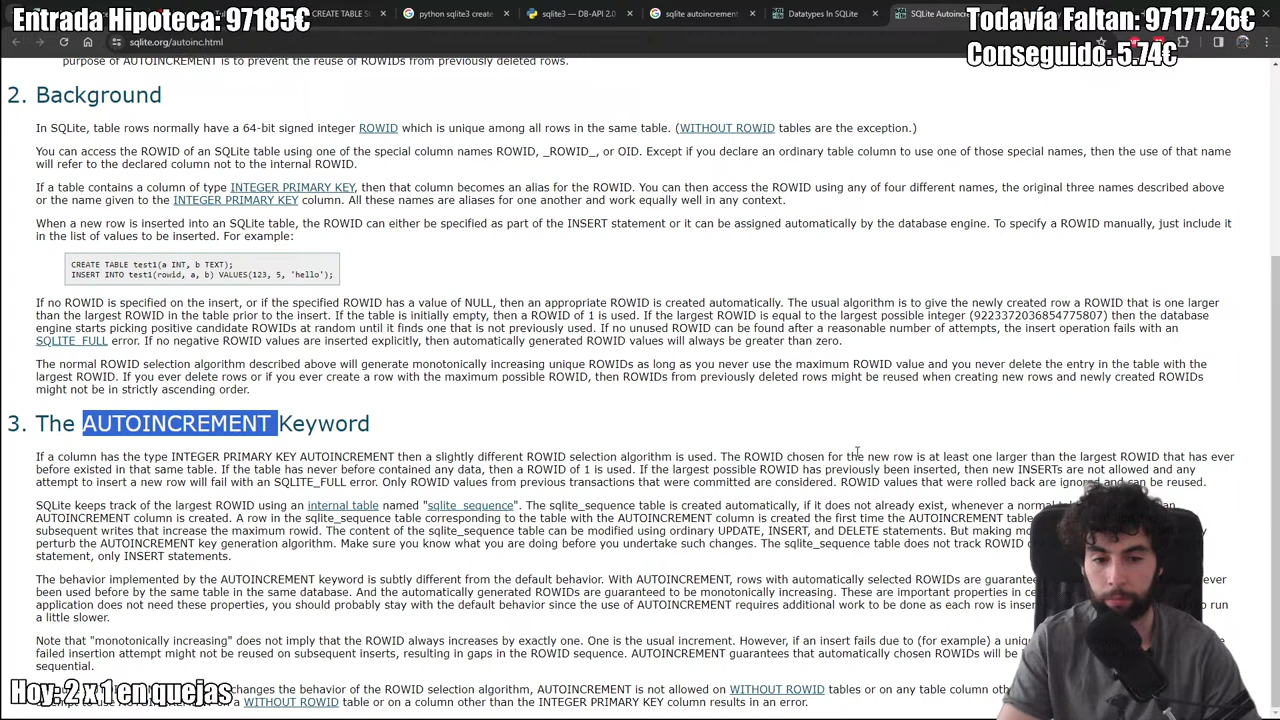 Entrada Hipoteca: 97185€
Todavía Faltan: 97177.26€
Conseguido: 5.74€
CREATE TABLE S
python sqlite3 create
sqlite3 — DB-API 2.0
sqlite autoincrement
Datatypes In SQLite
SQLite Autoinc
sqlite.org/autoinc.html
purpose of AUTOINCREMENT is to prevent the reuse of ROWIDs from previously deleted rows.
2. Background
In SQLite, table rows normally have a 64-bit signed integer ROWID which is unique among all rows in the same table. (WITHOUT ROWID tables are the exception.)
You can access the ROWID of an SQLite table using one of the special column names ROWID, _ROWID_, or OID. Except if you declare an ordinary table column to use one of those special names, then the use of that name
will refer to the declared column not to the internal ROWID.
If a table contains a column of type INTEGER PRIMARY KEY, then that column becomes an alias for the ROWID. You can then access the ROWID using any of four different names, the original three names described above
or the name given to the INTEGER PRIMARY KEY column. All these names are aliases for one another and work equally well in any context.
When a new row is inserted into an SQLite table, the ROWID can either be specified as part of the INSERT statement or it can be assigned automatically by the database engine. To specify a ROWID manually, just include it
in the list of values to be inserted. For example:
CREATE TABLE test1(a INT, b TEXT);
INSERT INTO test1(rowid, a, b) VALUES(123, 5, 'hello');
If no ROWID is specified on the insert, or if the specified ROWID has a value of NULL, then an appropriate ROWID is created automatically. The usual algorithm is to give the newly created row a ROWID that is one larger
than the largest ROWID in the table prior to the insert. If the table is initially empty, then a ROWID of 1 is used. If the largest ROWID is equal to the largest possible integer (9223372036854775807) then the database
engine starts picking positive candidate ROWIDs at random until it finds one that is not previously used. If no unused ROWID can be found after a reasonable number of attempts, the insert operation fails with an
SQLITE_FULL error. If no negative ROWID values are inserted explicitly, then automatically generated ROWID values will always be greater than zero.
The normal ROWID selection algorithm described above will generate monotonically increasing unique ROWIDs as long as you never use the maximum ROWID value and you never delete the entry in the table with the
largest ROWID. If you ever delete rows or if you ever create a row with the maximum possible ROWID, then ROWIDs from previously deleted rows might be reused when creating new rows and newly created ROWIDs
might not be in strictly ascending order.
3. The AUTOINCREMENT Keyword
If a column has the type INTEGER PRIMARY KEY AUTOINCREMENT then a slightly different ROWID selection algorithm is used. The ROWID chosen for the new row is at least one larger than the largest ROWID that has ever
before existed in that same table. If the table has never before contained any data, then a ROWID of 1 is used. If the largest possible ROWID has previously been inserted, then new INSERTs are not allowed and any
attempt to insert a new row will fail with an SQLITE_FULL error. Only ROWID values from previous transactions that were committed are considered. ROWID values that were rolled back are ignored and can be reused.
SQLite keeps track of the largest ROWID using an internal table named "sqlite_sequence". The sqlite_sequence table is created automatically, if it does not already exist, whenever a normal
AUTOINCREMENT column is created. A row in the sqlite_sequence table corresponding to the table with the AUTOINCREMENT column is created the first time the AUTOINCREMENT table
subsequent writes that increase the maximum rowid. The content of the sqlite_sequence table can be modified using ordinary UPDATE, INSERT, and DELETE statements. But making
perturb the AUTOINCREMENT key generation algorithm. Make sure you know what you are doing before you undertake such changes. The sqlite_sequence table does not track ROWID
statement, only INSERT statements.
The behavior implemented by the AUTOINCREMENT keyword is subtly different from the default behavior. With AUTOINCREMENT, rows with automatically selected ROWIDs are ever
been used before by the same table in the same database. And the automatically generated ROWIDs are guaranteed to be monotonically increasing. These are important properties in
application does not need these properties, you should probably stay with the default behavior since the use of AUTOINCREMENT requires additional work to be done as each row is to run
a little slower.
Note that "monotonically increasing" does not imply that the ROWID always increases by exactly one. One is the usual increment. However, if an insert fails due to (for example) a
failed insertion attempt might not be reused on subsequent inserts, resulting in gaps in the ROWID sequence. AUTOINCREMENT guarantees that automatically chosen ROWIDs will be
sequential.
Hoy: 2 x 1 en quejas
changes the behavior of the ROWID selection algorithm, AUTOINCREMENT is not allowed on WITHOUT ROWID tables or on any table column
WITHOUT ROWID table or on a column other than the INTEGER PRIMARY KEY column results in an error.